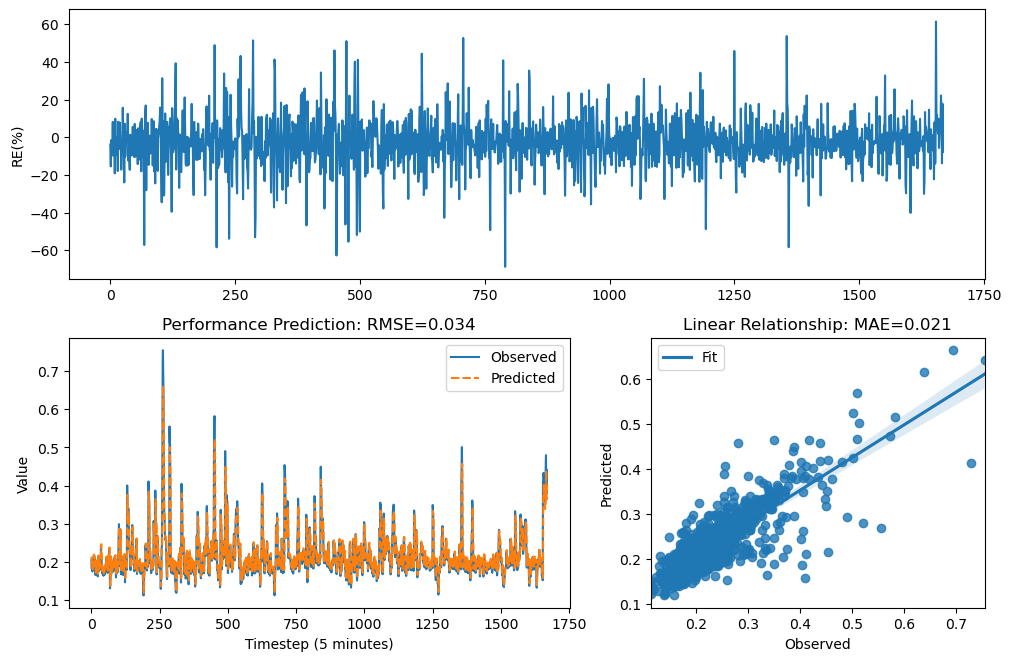 RE(%)
60
40
20
0
−20
−40
−60
0 250 500 750 1000 1250 1500 1750
Performance Prediction: RMSE=0.034
Value
0.7
0.6
0.5
0.4
0.3
0.2
0.1
Observed
Predicted
0 250 500 750 1000 1250 1500 1750
Timestep (5 minutes)
Linear Relationship: MAE=0.021
Predicted
0.6
0.5
0.4
0.3
0.2
0.1
Fit
0.2 0.3 0.4 0.5 0.6 0.7
Observed